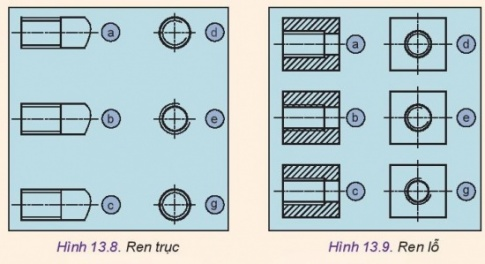 a d
b e
c g
Hình 13.8. Ren trục
a d
b e
c g
Hình 13.9. Ren lỗ